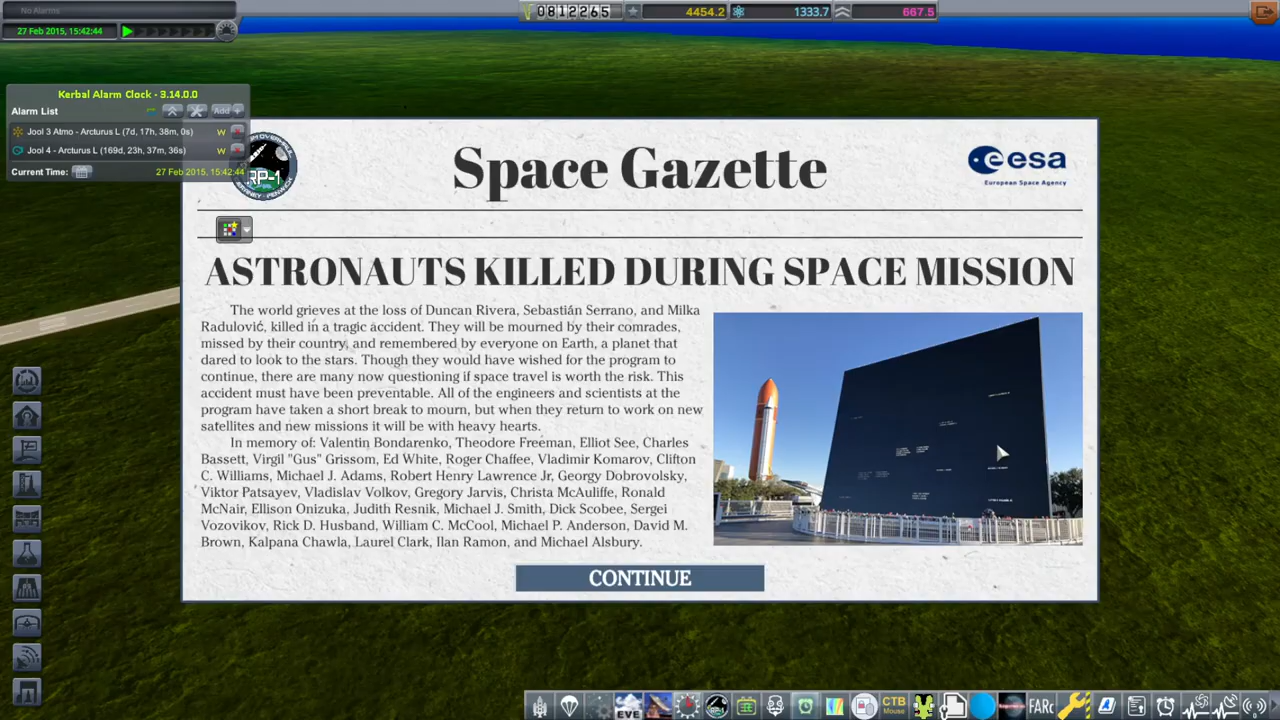 No Alarms
27 Feb 2015, 15:42:44
0812265
4454.2
1333.7
667.5
Kerbal Alarm Clock - 3.14.0.0
Alarm List
Add +
Jool 3 Atmo - Arcturus L (7d, 17h, 38m, 0s) W
Jool 4 - Arcturus L (169d, 23h, 37m, 36s) W
Current Time:
27 Feb 2015, 15:42:44
RP-1
Space Gazette
esa
European Space Agency
ASTRONAUTS KILLED DURING SPACE MISSION
The world grieves at the loss of Duncan Rivera, Sebastián Serrano, and Milka
Radulović, killed in a tragic accident. They will be mourned by their comrades,
missed by their country, and remembered by everyone on Earth, a planet that
dared to look to the stars. Though they would have wished for the program to
continue, there are many now questioning if space travel is worth the risk. This
accident must have been preventable. All of the engineers and scientists at the
program have taken a short break to mourn, but when they return to work on new
satellites and new missions it will be with heavy hearts.
In memory of: Valentin Bondarenko, Theodore Freeman, Elliot See, Charles
Bassett, Virgil "Gus" Grissom, Ed White, Roger Chaffee, Vladimir Komarov, Clifton
C. Williams, Michael J. Adams, Robert Henry Lawrence Jr, Georgy Dobrovolsky,
Viktor Patsayev, Vladislav Volkov, Gregory Jarvis, Christa McAuliffe, Ronald
McNair, Ellison Onizuka, Judith Resnik, Michael J. Smith, Dick Scobee, Sergei
Vozovikov, Rick D. Husband, William C. McCool, Michael P. Anderson, David M.
Brown, Kalpana Chawla, Laurel Clark, Ilan Ramon, and Michael Alsbury.
CONTINUE
EVE
RP-1
CTB
Mouse
FARc